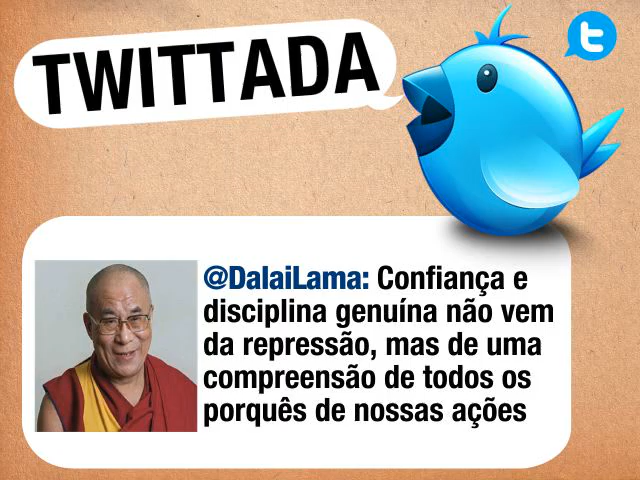 TWITTADA
t
@DalaiLama: Confiança e
disciplina genuína não vem
da repressão, mas de uma
compreensão de todos os
porquês de nossas ações